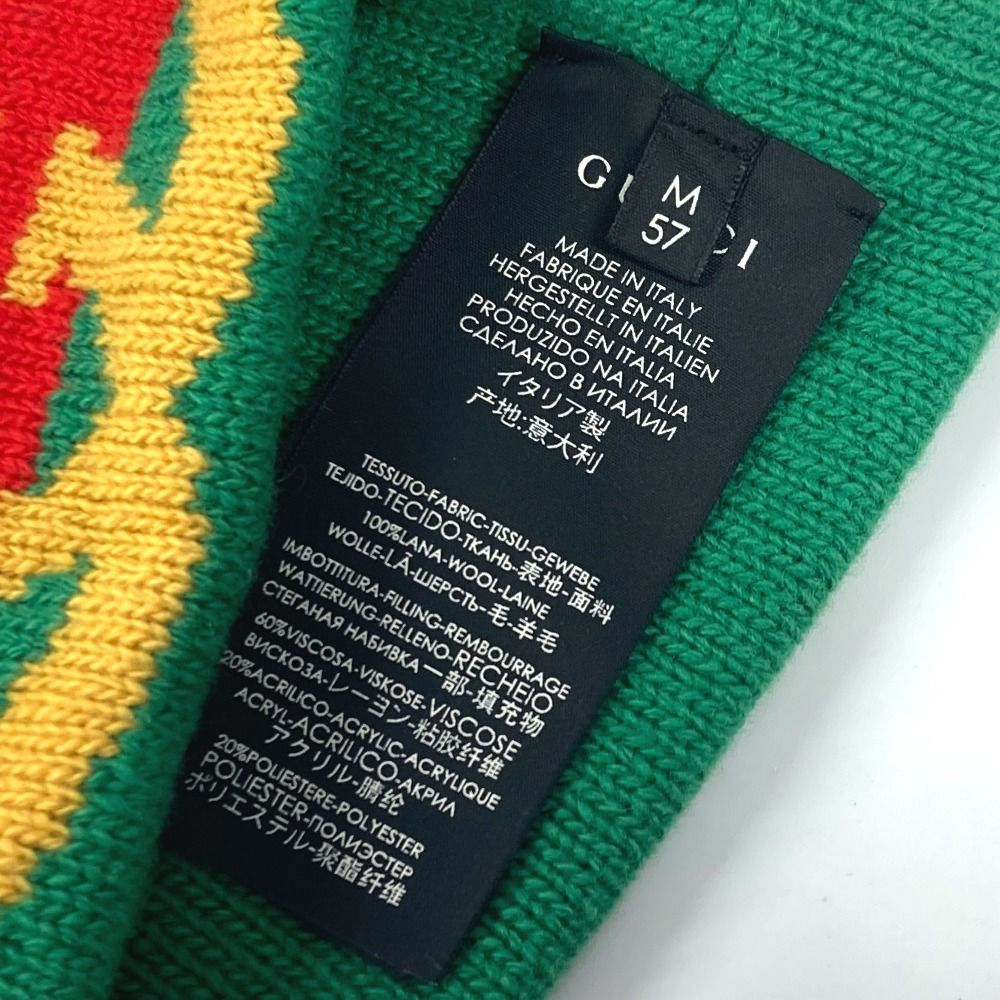 GUCCI
M
57
MADE IN ITALY
FABRIQUE EN ITALIE
HERGESTELLT IN ITALIEN
HECHO EN ITALIA
PRODUZIDO NA ITALIA
СДЕЛАНО В ИТАЛИИ
イタリア製
产地:意大利
TESSUTO-FABRIC-TISSU-GEWEBE
TEJIDO-TECIDO-ТКАНЬ-表地-面料
100%LANA-WOOL-LAINE
WOLLE-LÃ-ШЕРСТЬ-毛-羊毛
IMBOTTITURA-FILLING-REMBOURRAGE
WATTIERUNG-RELLENO-RECHEIO
СТЕГАНАЯ НАБИВКА-一部-填充物
60%VISCOSA-VISKOSE-VISCOSE
ВИСКОЗА-レーヨン-粘胶纤维
20%ACRILICO-ACRYLIC-ACRYLIQUE
ACRYL-ACRÍLICO-АКРИЛ
アクリル-腈纶
20%POLIESTERE-POLYESTER
POLIESTER-ПОЛИЭСТЕР
ポリエステル-聚酯纤维